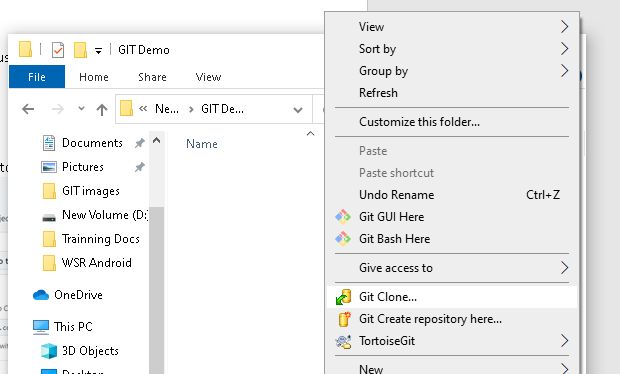 GIT Demo
File Home Share View
Ne... GIT De...
Documents
Pictures
GIT images
New Volume (D:
Trainning Docs
WSR Android
OneDrive
This PC
3D Objects
Desktop
Name
View
Sort by
Group by
Refresh
Customize this folder...
Paste
Paste shortcut
Undo Rename Ctrl+Z
Git GUI Here
Git Bash Here
Give access to
Git Clone...
Git Create repository here...
TortoiseGit
New